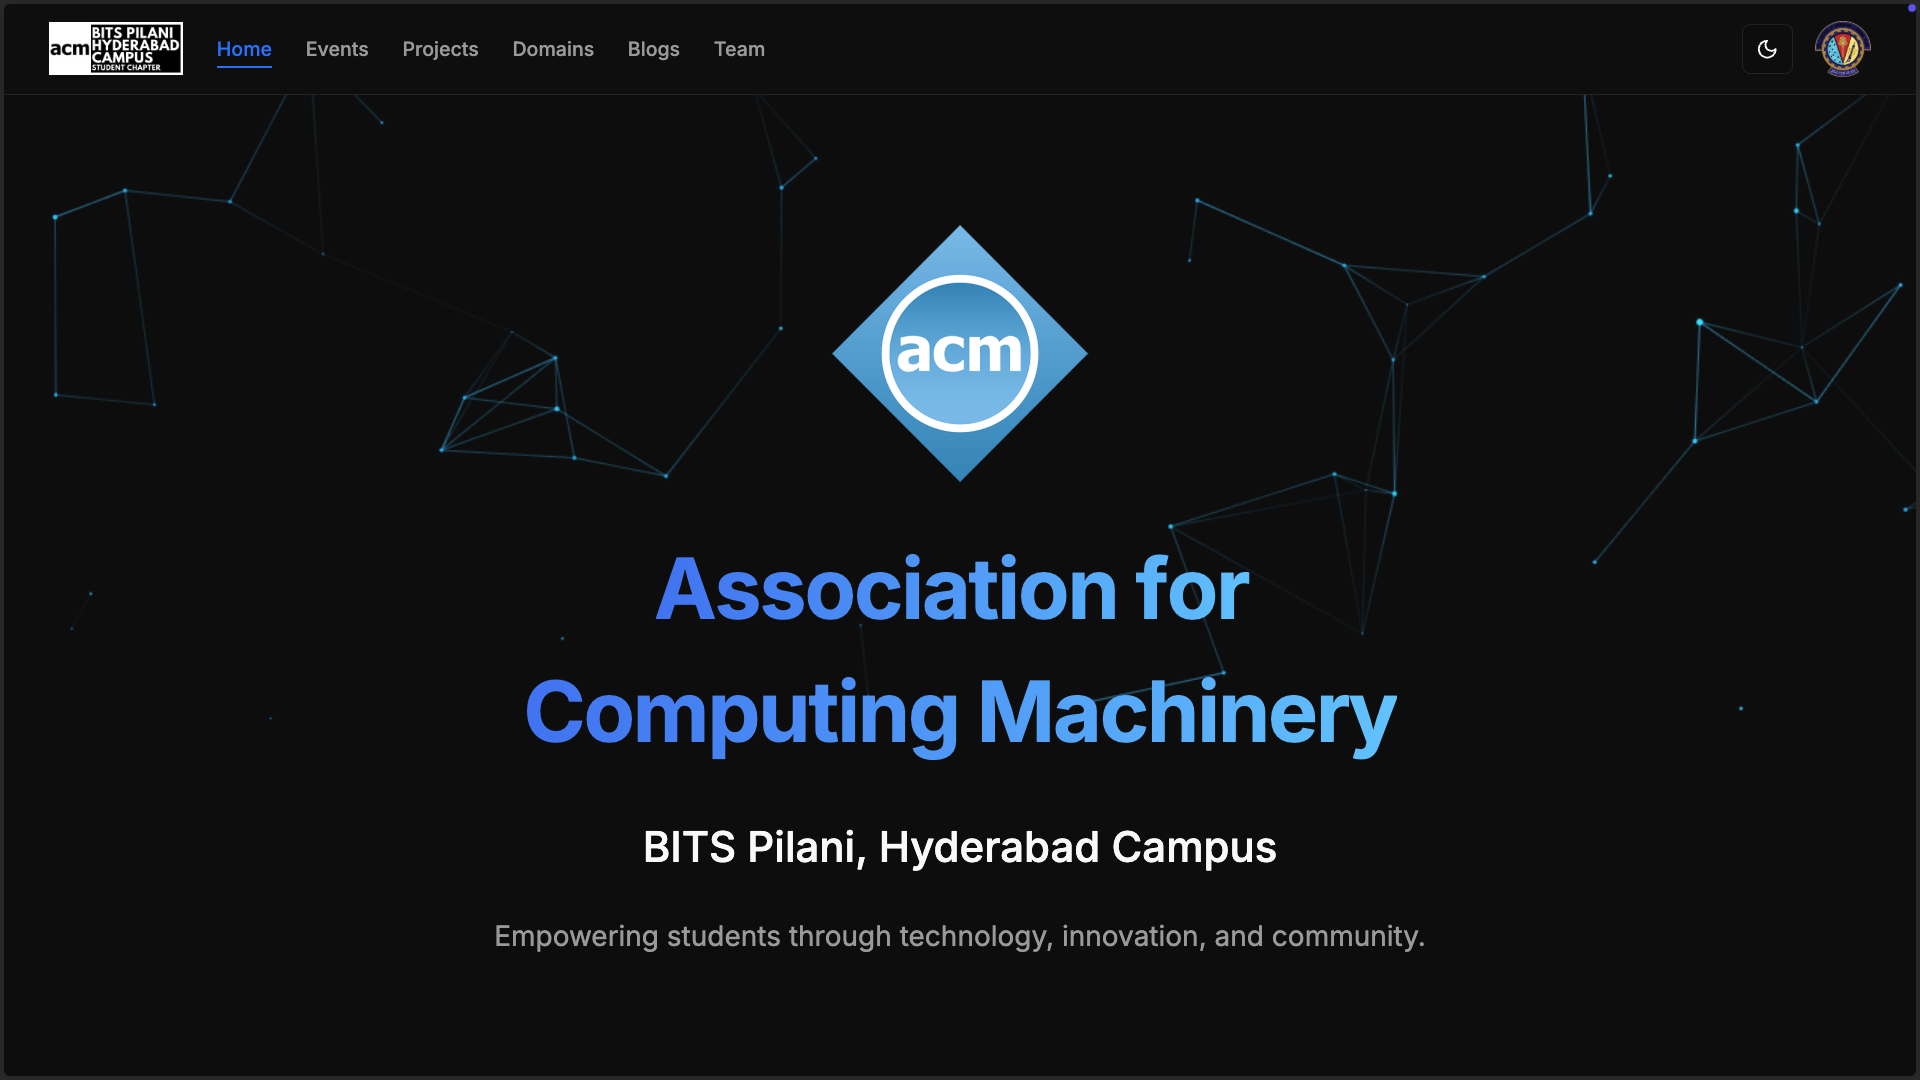 acm
BITS PILANI
HYDERABAD
CAMPUS
STUDENT CHAPTER
Home
Events
Projects
Domains
Blogs
Team
acm
Association for
Computing Machinery
BITS Pilani, Hyderabad Campus
Empowering students through technology, innovation, and community.